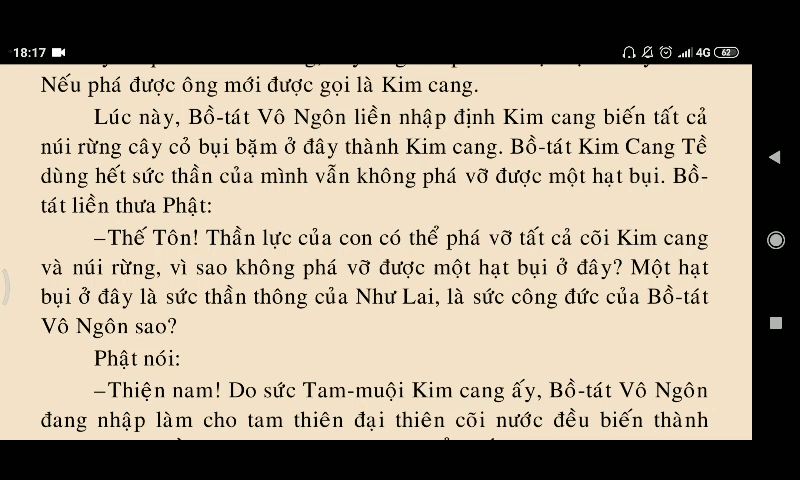 18:17
4G 62
Nếu phá được ông mới được gọi là Kim cang.
Lúc này, Bồ-tát Vô Ngôn liền nhập định Kim cang biến tất cả
núi rừng cây cỏ bụi bặm ở đây thành Kim cang. Bồ-tát Kim Cang Tề
dùng hết sức thần của mình vẫn không phá vỡ được một hạt bụi. Bồ-
tát liền thưa Phật:
–Thế Tôn! Thần lực của con có thể phá vỡ tất cả cõi Kim cang
và núi rừng, vì sao không phá vỡ được một hạt bụi ở đây? Một hạt
bụi ở đây là sức thần thông của Như Lai, là sức công đức của Bồ-tát
Vô Ngôn sao?
Phật nói:
–Thiện nam! Do sức Tam-muội Kim cang ấy, Bồ-tát Vô Ngôn
đang nhập làm cho tam thiên đại thiên cõi nước đều biến thành